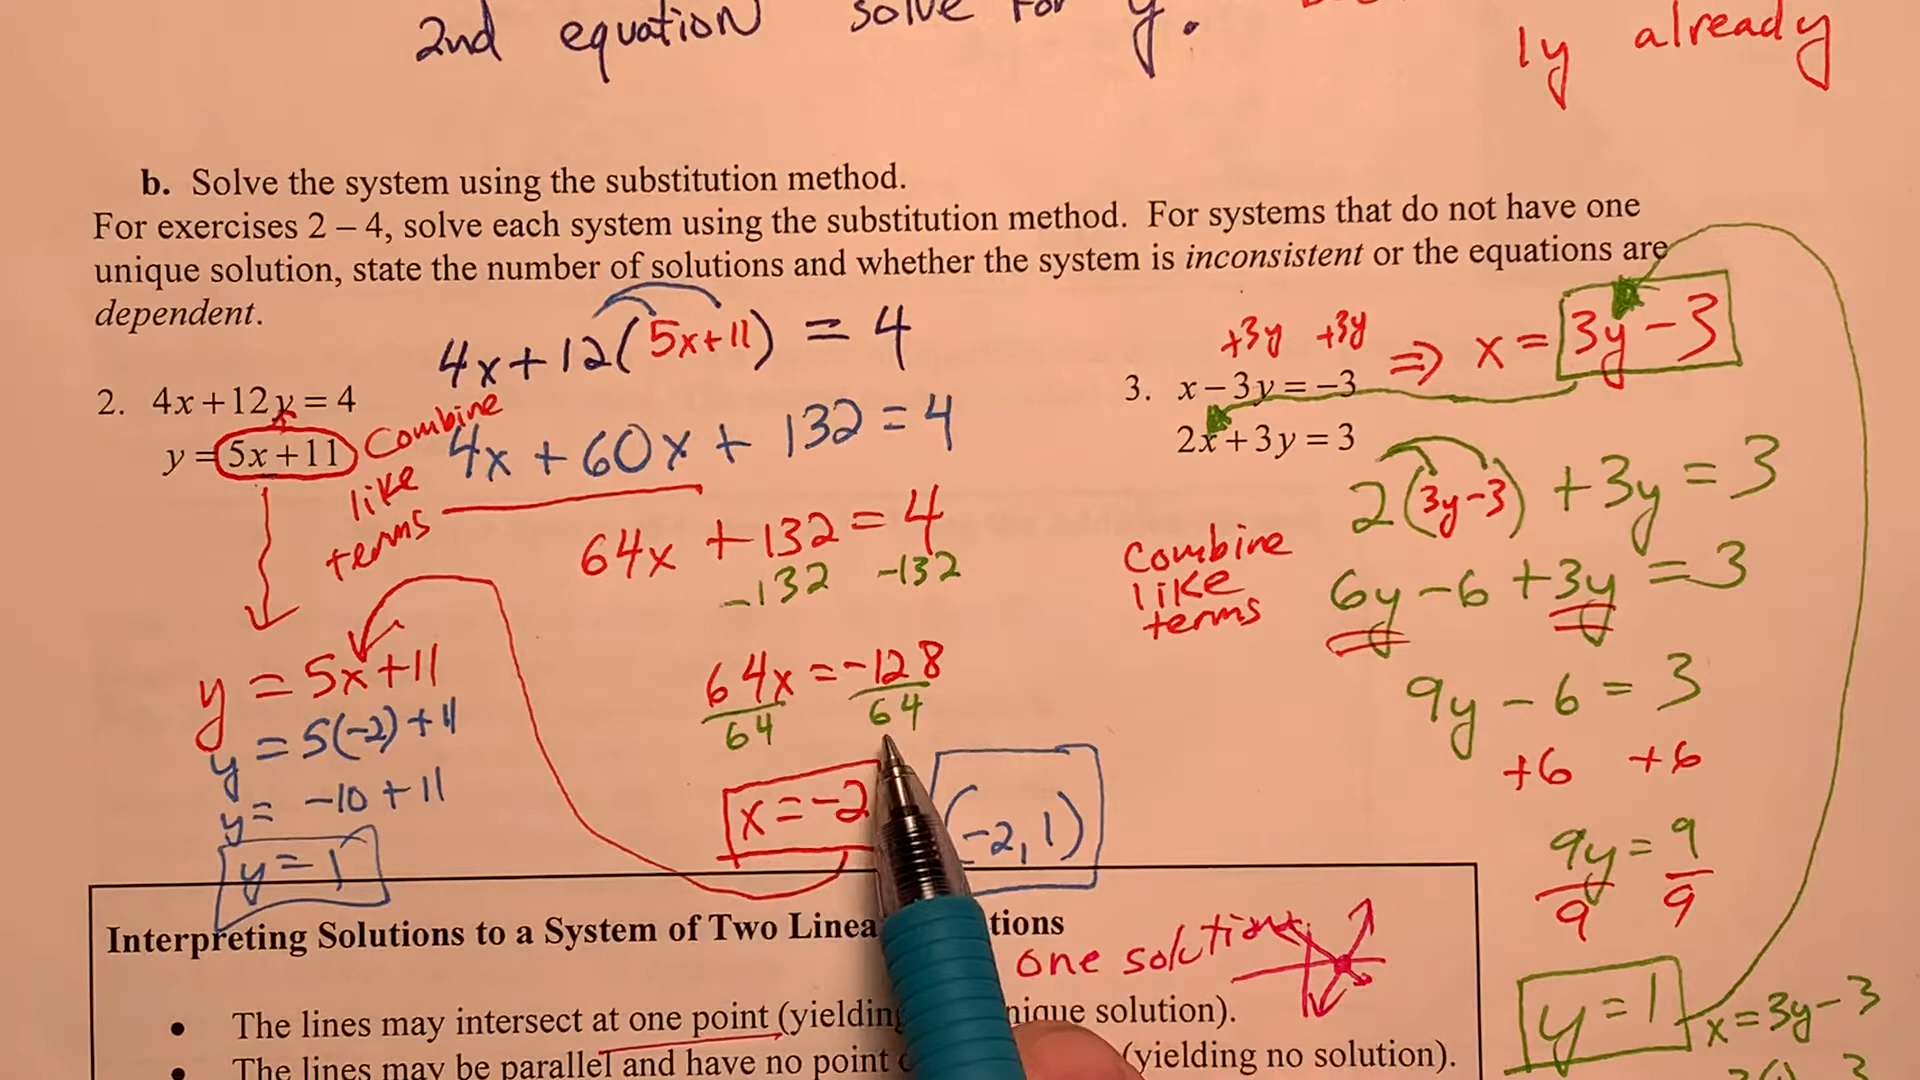 2nd equation solve for y.
1y already
b. Solve the system using the substitution method.
For exercises 2 – 4, solve each system using the substitution method. For systems that do not have one
unique solution, state the number of solutions and whether the system is inconsistent or the equations are
dependent.
4x+12(5x+11) = 4
2. 4x+12y = 4
y = 5x+11
Combine
like
terms
4x + 60x + 132 = 4
64x + 132 = 4
-132 -132
64x = -128
64 64
x = -2
(-2, 1)
y = 5x+11
y = 5(-2)+11
y = -10+11
y = 1
+3y +3y
3. x – 3y = –3
⇒ x = 3y-3
2x + 3y = 3
2(3y-3) + 3y = 3
Combine
like
terms
6y - 6 + 3y = 3
9y - 6 = 3
+6 +6
9y = 9
9 9
y = 1
x = 3y - 3
Interpreting Solutions to a System of Two Linea tions
one solution
• The lines may intersect at one point (yielding nique solution).
• The lines may be parallel and have no point (yielding no solution).